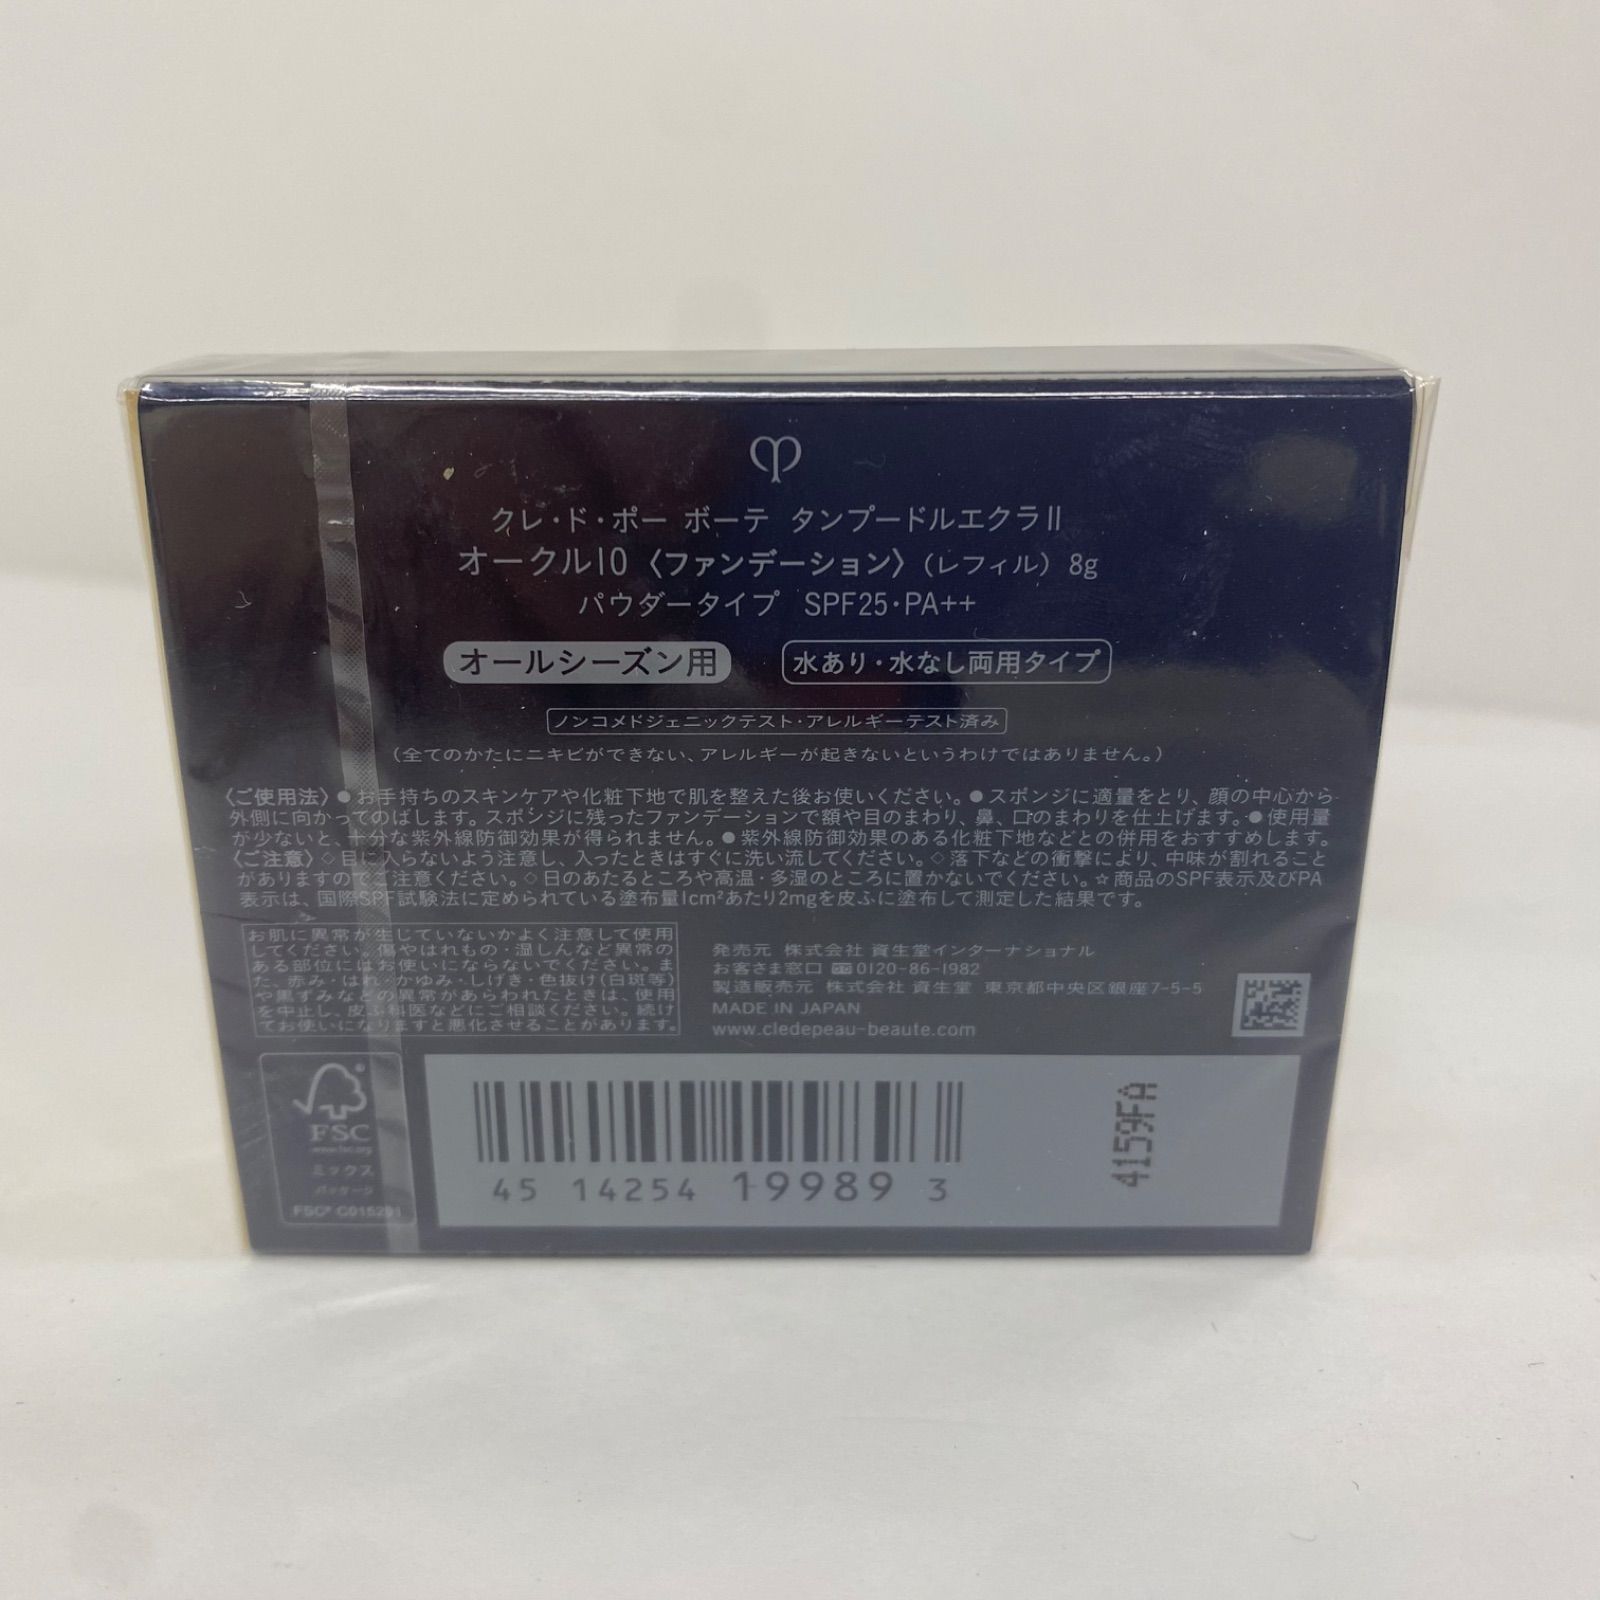 クレ・ド・ポー ボーテ タンプードルエクラⅡ
オークル10〈ファンデーション〉(レフィル) 8g
パウダータイプ SPF25・PA++
オールシーズン用 水あり・水なし両用タイプ
ノンコメドジェニックテスト・アレルギーテスト済み
(全てのかたにニキビができない、アレルギーが起きないというわけではありません。)
〈ご使用法〉●お手持ちのスキンケアや化粧下地で肌を整えた後お使いください。●スポンジに適量をとり、顔の中心から
外側に向かってのばします。スポンジに残ったファンデーションで額や目のまわり、鼻、口のまわりを仕上げます。●使用量
が少ないと、十分な紫外線防御効果が得られません。●紫外線防御効果のある化粧下地などとの併用をおすすめします。
〈ご注意〉◇目に入らないよう注意し、入ったときはすぐに洗い流してください。◇落下などの衝撃により、中味が割れること
がありますのでご注意ください。◇日のあたるところや高温・多湿のところに置かないでください。☆商品のSPF表示及びPA
表示は、国際SPF試験法に定められている塗布量1cm²あたり2mgを皮ふに塗布して測定した結果です。
お肌に異常が生じていないかよく注意して使用
してください。傷やはれもの・湿しんなど異常の
ある部位にはお使いにならないでください。ま
た、赤み・はれ・かゆみ・しげき・色抜け(白斑等)
や黒ずみなどの異常があらわれたときは、使用
を中止し、皮ふ科医などにご相談ください。続け
てお使いになりますと悪化させることがあります。
発売元 株式会社 資生堂インターナショナル
お客さま窓口 0120-86-1982
製造販売元 株式会社 資生堂 東京都中央区銀座7-5-5
MADE IN JAPAN
www.cledepeau-beaute.com
FSC®
www.fsc.org
ミックス
パッケージ
FSC® C015291
45 14254 19989 3
4159FA